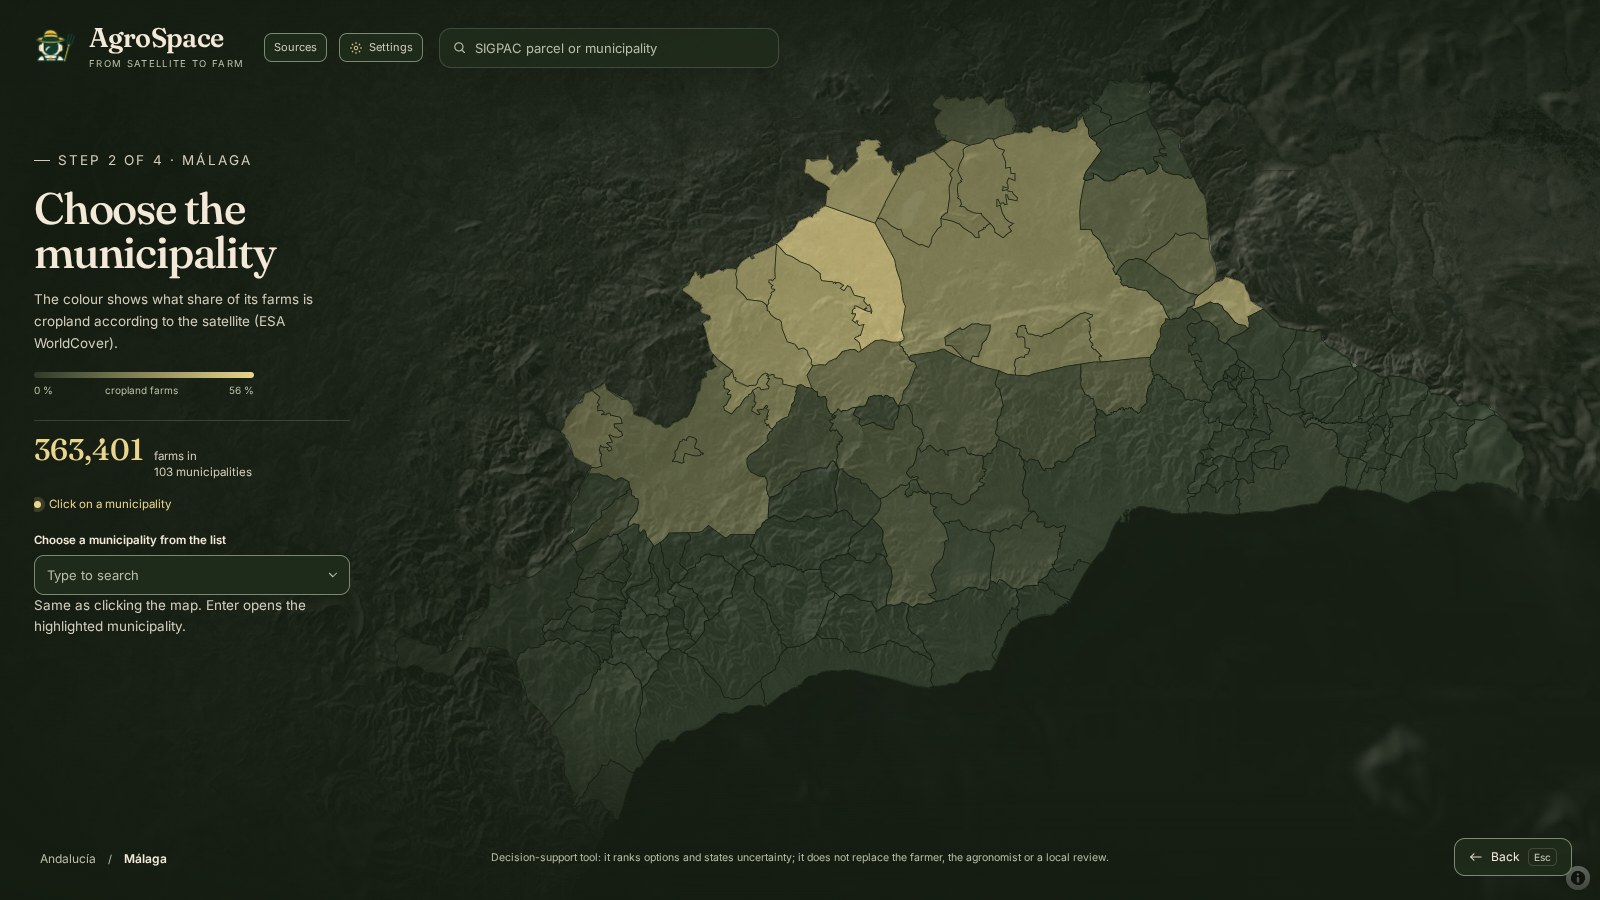 AgroSpace
FROM SATELLITE TO FARM
Sources
Settings
SIGPAC parcel or municipality
— STEP 2 OF 4 · MÁLAGA
Choose the
municipality
The colour shows what share of its farms is
cropland according to the satellite (ESA
WorldCover).
0 %
cropland farms
56 %
363,401
farms in
103 municipalities
Click on a municipality
Choose a municipality from the list
Type to search
Same as clicking the map. Enter opens the
highlighted municipality.
Andalucía / Málaga
Decision-support tool: it ranks options and states uncertainty; it does not replace the farmer, the agronomist or a local review.
← Back Esc